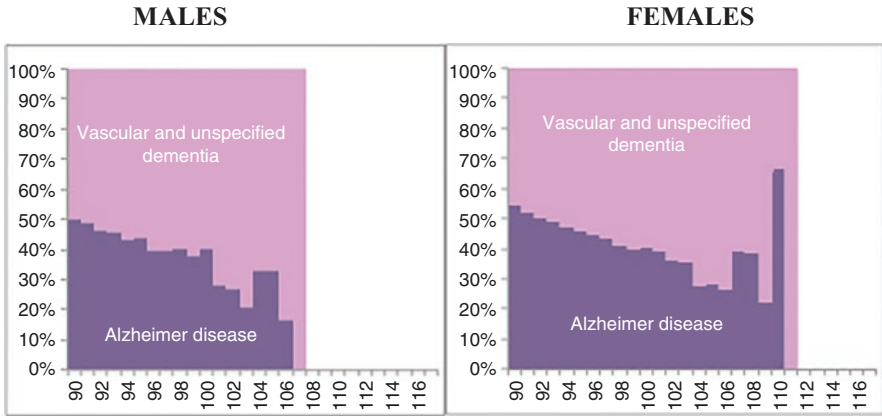 MALES
100%
90%
80%
70%
60%
50%
40%
30%
20%
10%
0%
Vascular and unspecified
dementia
Alzheimer disease
90 92 94 96 98 100 102 104 106 108 110 112 114 116
FEMALES
100%
90%
80%
70%
60%
50%
40%
30%
20%
10%
0%
Vascular and unspecified
dementia
Alzheimer disease
90 92 94 96 98 100 102 104 106 108 110 112 114 116